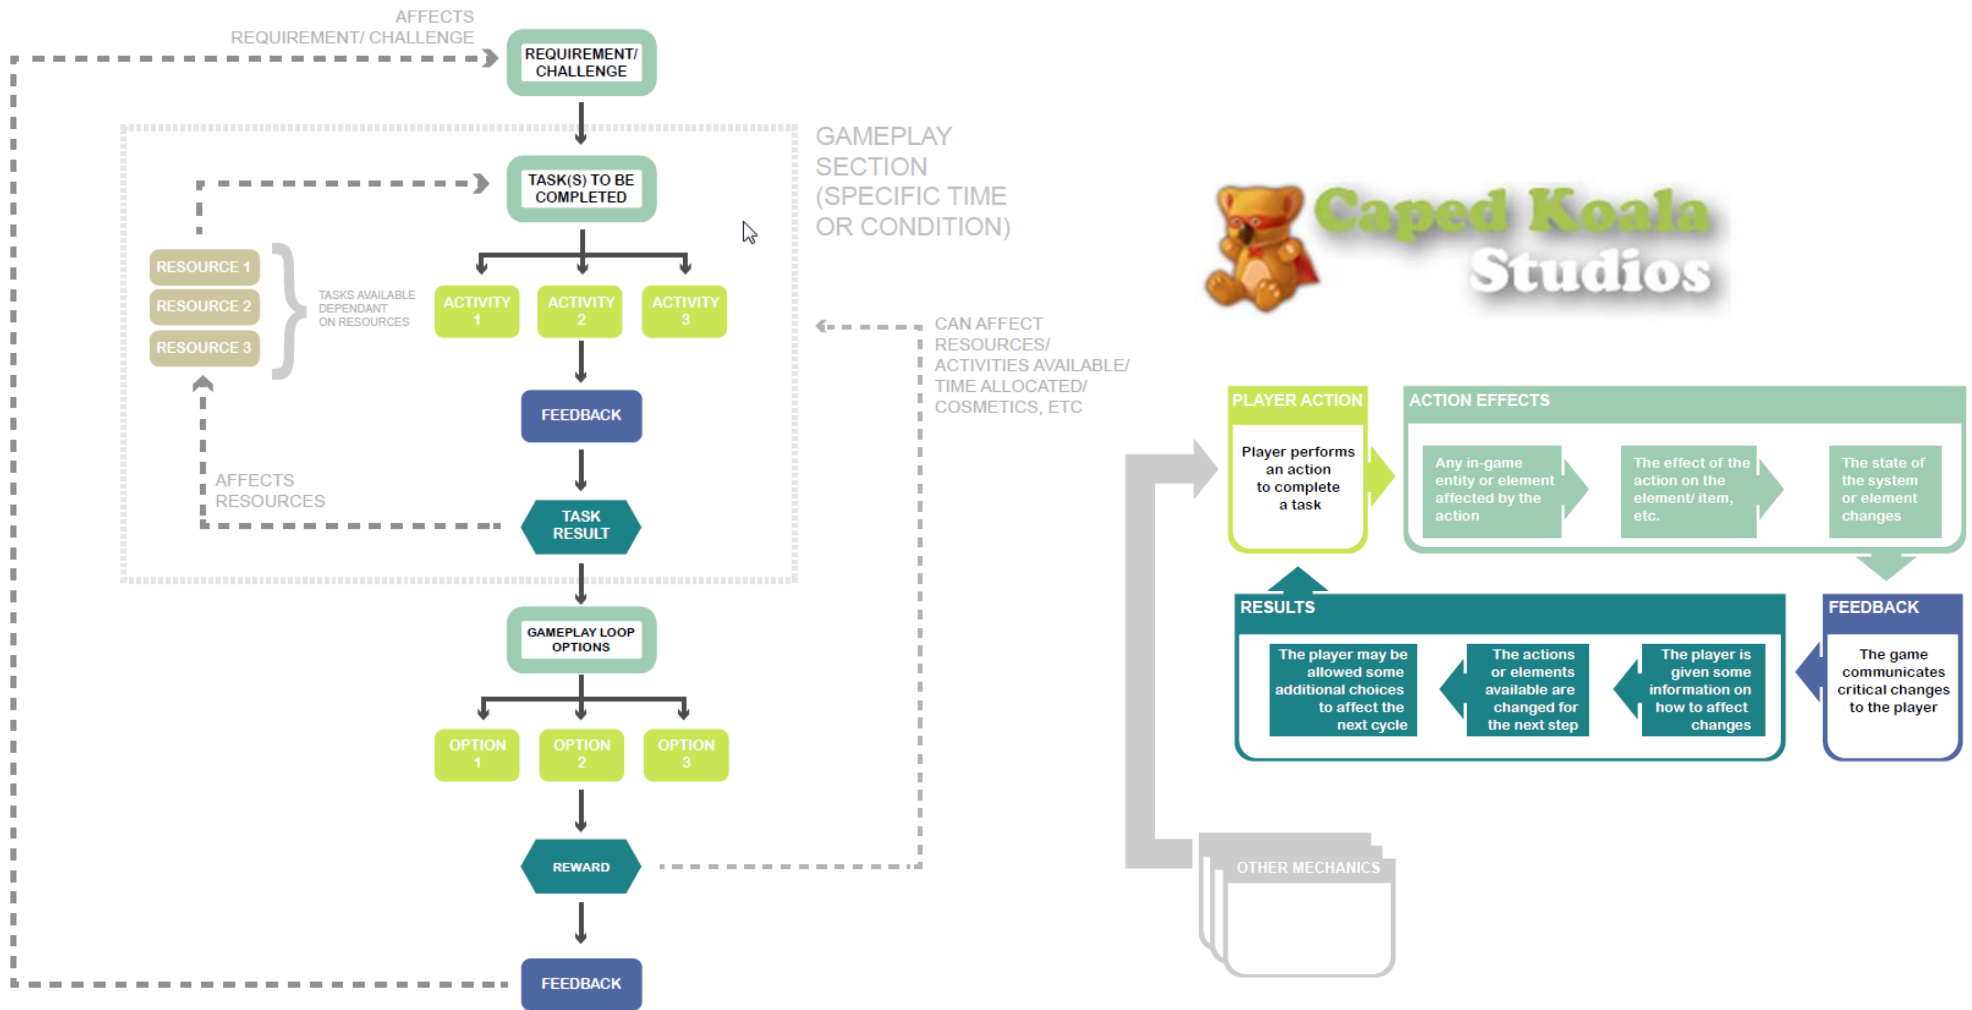 AFFECTS
REQUIREMENT/ CHALLENGE
REQUIREMENT/
CHALLENGE
GAMEPLAY
SECTION
(SPECIFIC TIME
OR CONDITION)
TASK(S) TO BE
COMPLETED
RESOURCE 1
RESOURCE 2
RESOURCE 3
TASKS AVAILABLE
DEPENDANT
ON RESOURCES
ACTIVITY
1
ACTIVITY
2
ACTIVITY
3
CAN AFFECT
RESOURCES/
ACTIVITIES AVAILABLE/
TIME ALLOCATED/
COSMETICS, ETC
FEEDBACK
AFFECTS
RESOURCES
TASK
RESULT
GAMEPLAY LOOP
OPTIONS
OPTION
1
OPTION
2
OPTION
3
REWARD
FEEDBACK
Caped Koala
Studios
PLAYER ACTION
Player performs
an action
to complete
a task
ACTION EFFECTS
Any in-game
entity or element
affected by the
action
The effect of the
action on the
element/ item,
etc.
The state of
the system
or element
changes
FEEDBACK
The game
communicates
critical changes
to the player
RESULTS
The player is
given some
information on
how to affect
changes
The actions
or elements
available are
changed for
the next step
The player may be
allowed some
additional choices
to affect the
next cycle
OTHER MECHANICS